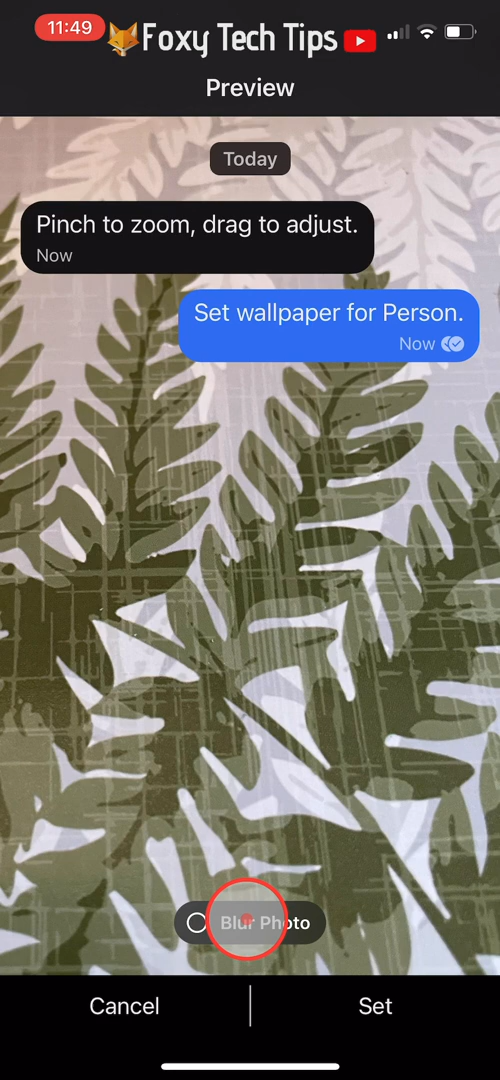 11:49
Foxy Tech Tips
Preview
Today
Pinch to zoom, drag to adjust.
Now
Set wallpaper for Person.
Now
Blur Photo
Cancel
Set